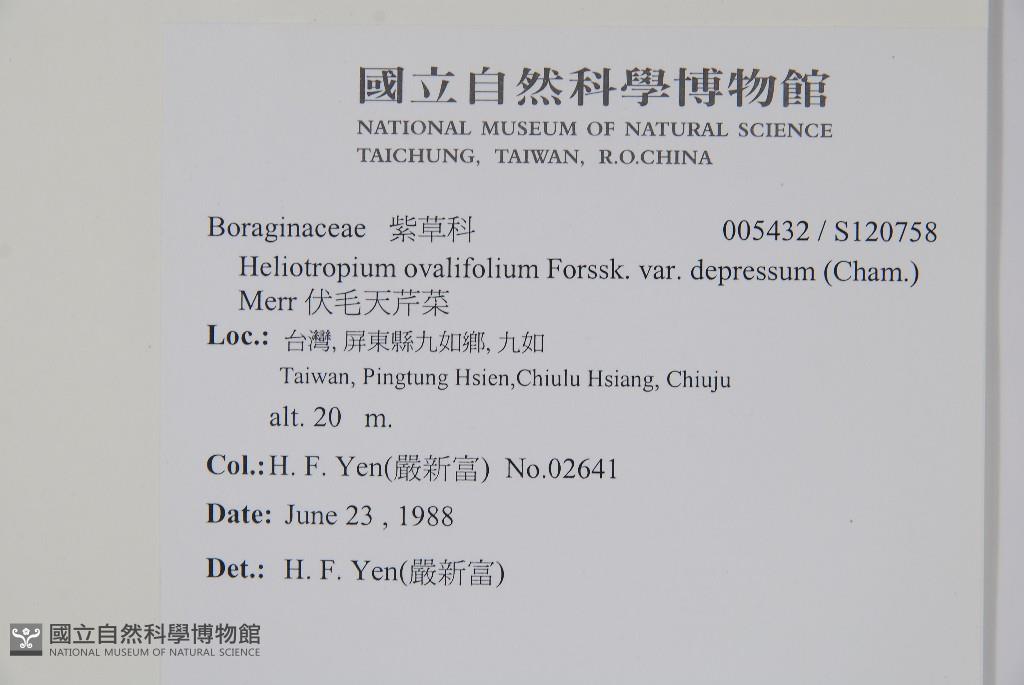 國立自然科學博物館
NATIONAL MUSEUM OF NATURAL SCIENCE
TAICHUNG, TAIWAN, R.O.CHINA
Boraginaceae 紫草科 005432 / S120758
Heliotropium ovalifolium Forssk. var. depressum (Cham.)
Merr 伏毛天芹菜
Loc.: 台灣, 屏東縣九如鄉, 九如
Taiwan, Pingtung Hsien,Chiulu Hsiang, Chiuju
alt. 20 m.
Col.:H. F. Yen(嚴新富) No.02641
Date: June 23 , 1988
Det.: H. F. Yen(嚴新富)
國立自然科學博物館
NATIONAL MUSEUM OF NATURAL SCIENCE